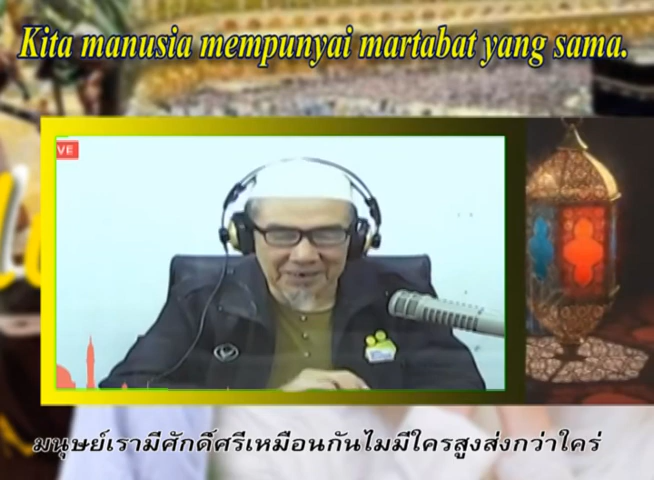 Kita manusia mempunyai martabat yang sama.
VE
มนุษย์เรามีศักดิ์ศรีเหมือนกันไม่มีใครสูงส่งกว่าใคร่